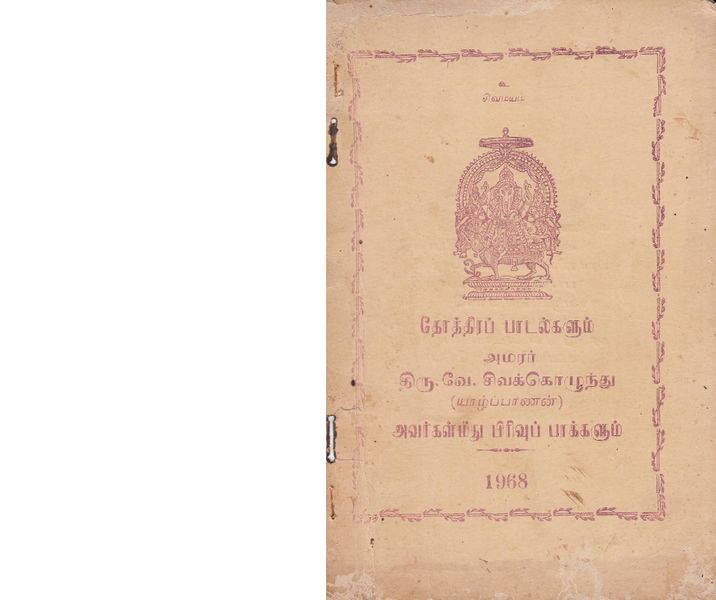 உ
சிவமயம்
தோத்திரப் பாடல்களும்
அமரர்
திரு. வே. சிவக்கொழுந்து
(யாழ்ப்பாணன்)
அவர்கள்மீது பிரிவுப் பாக்களும்
1968